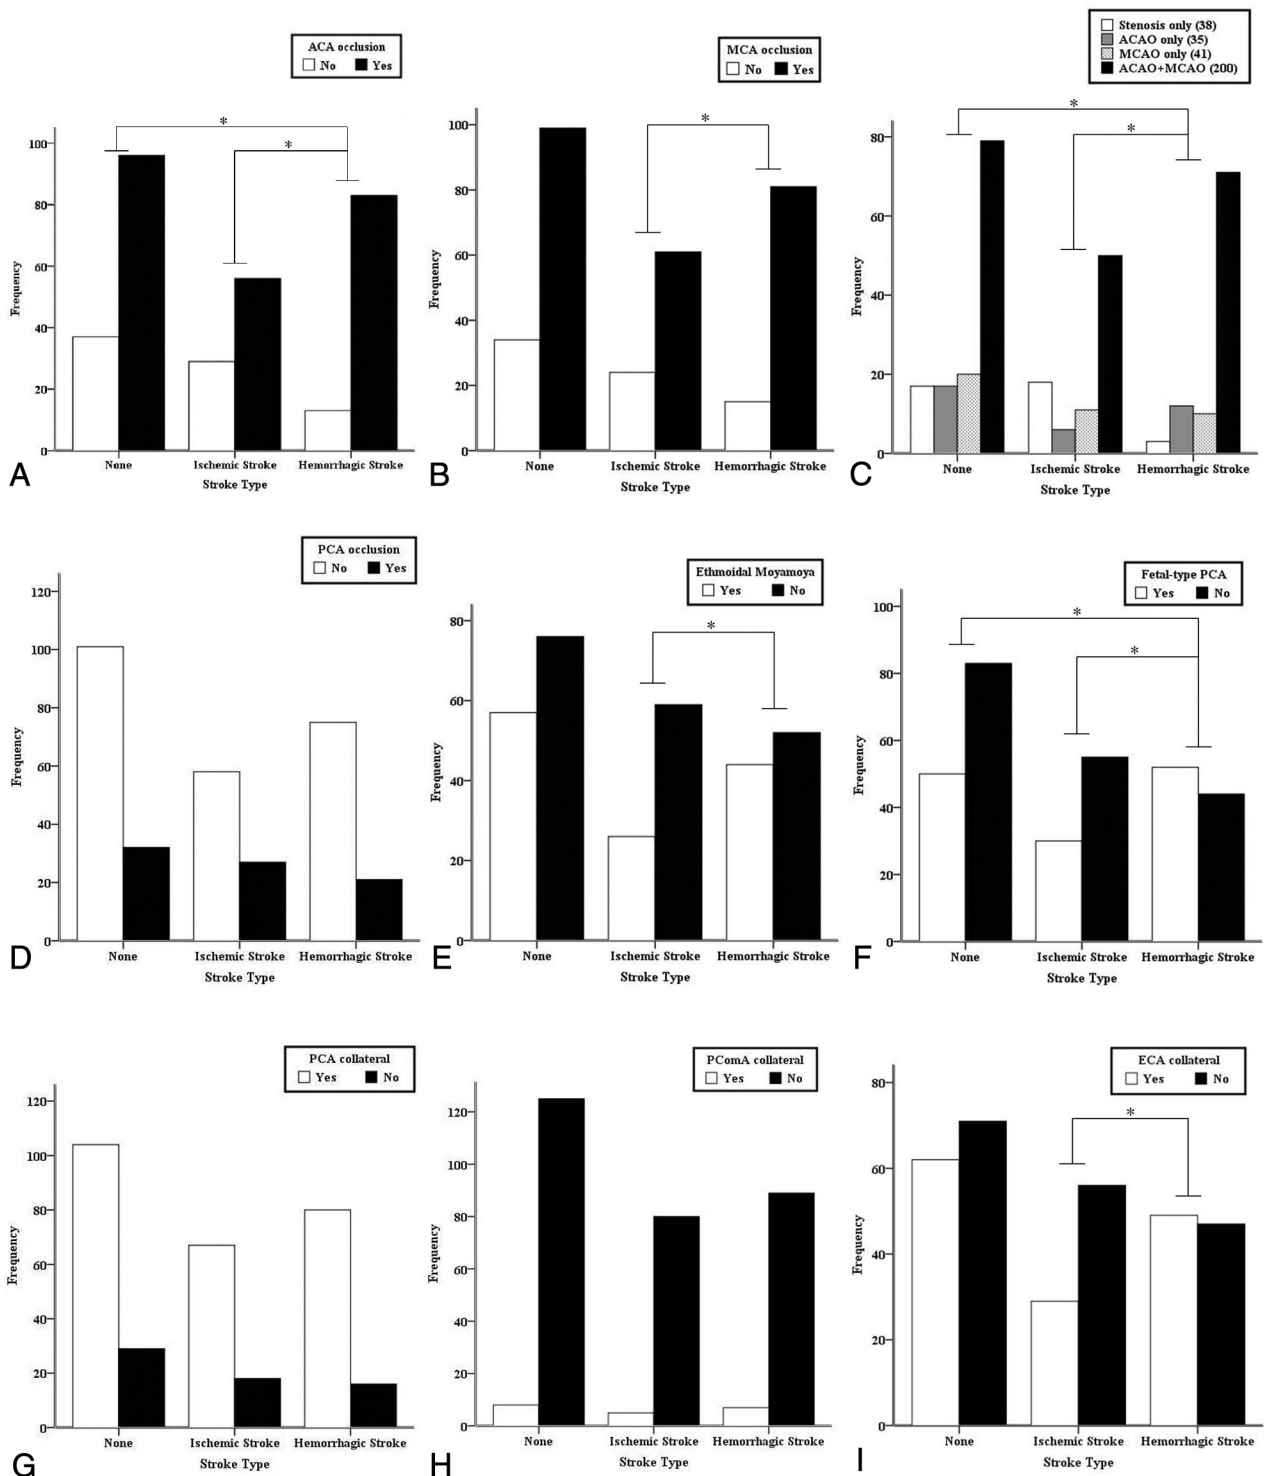 ACA occlusion
No Yes
*
*
100
80
60
40
20
0
Frequency
None Ischemic Stroke Hemorrhagic Stroke
Stroke Type
A
MCA occlusion
No Yes
*
100
80
60
40
20
0
Frequency
None Ischemic Stroke Hemorrhagic Stroke
Stroke Type
B
Stenosis only (38)
ACAO only (35)
MCAO only (41)
ACAO+MCAO (200)
*
*
80
60
40
20
0
Frequency
None Ischemic Stroke Hemorrhagic Stroke
Stroke Type
C
PCA occlusion
No Yes
120
100
80
60
40
20
0
Frequency
None Ischemic Stroke Hemorrhagic Stroke
Stroke Type
D
Ethmoidal Moyamoya
Yes No
*
80
60
40
20
0
Frequency
None Ischemic Stroke Hemorrhagic Stroke
Stroke Type
E
Fetal-type PCA
Yes No
*
*
100
80
60
40
20
0
Frequency
None Ischemic Stroke Hemorrhagic Stroke
Stroke Type
F
PCA collateral
Yes No
120
100
80
60
40
20
0
Frequency
None Ischemic Stroke Hemorrhagic Stroke
Stroke Type
G
PComA collateral
Yes No
120
100
80
60
40
20
0
Frequency
None Ischemic Stroke Hemorrhagic Stroke
Stroke Type
H
ECA collateral
Yes No
*
80
60
40
20
0
Frequency
None Ischemic Stroke Hemorrhagic Stroke
Stroke Type
I